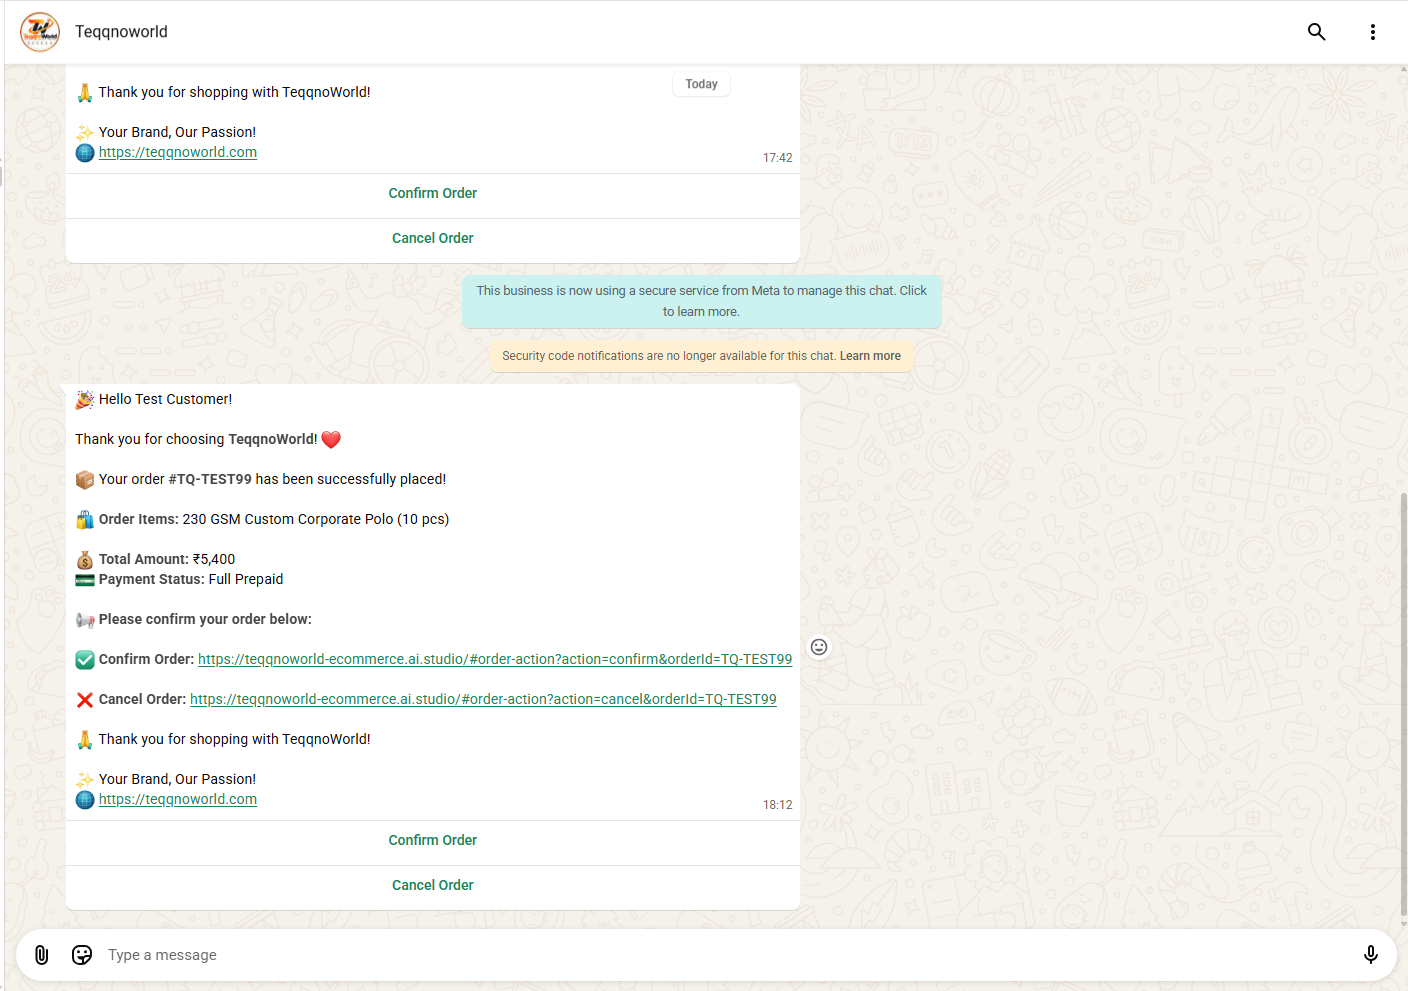 Teqqnoworld
Today
🙏 Thank you for shopping with TeqqnoWorld!
✨ Your Brand, Our Passion!
🌐 https://teqqnoworld.com
17:42
Confirm Order
Cancel Order
This business is now using a secure service from Meta to manage this chat. Click
to learn more.
Security code notifications are no longer available for this chat. Learn more
🎉 Hello Test Customer!
Thank you for choosing TeqqnoWorld! ❤️
📦 Your order #TQ-TEST99 has been successfully placed!
🛍️ Order Items: 230 GSM Custom Corporate Polo (10 pcs)
💰 Total Amount: ₹5,400
💳 Payment Status: Full Prepaid
📢 Please confirm your order below:
✅ Confirm Order: https://teqqnoworld-ecommerce.ai.studio/#order-action?action=confirm&orderId=TQ-TEST99
❌ Cancel Order: https://teqqnoworld-ecommerce.ai.studio/#order-action?action=cancel&orderId=TQ-TEST99
🙏 Thank you for shopping with TeqqnoWorld!
✨ Your Brand, Our Passion!
🌐 https://teqqnoworld.com
18:12
Confirm Order
Cancel Order
Type a message